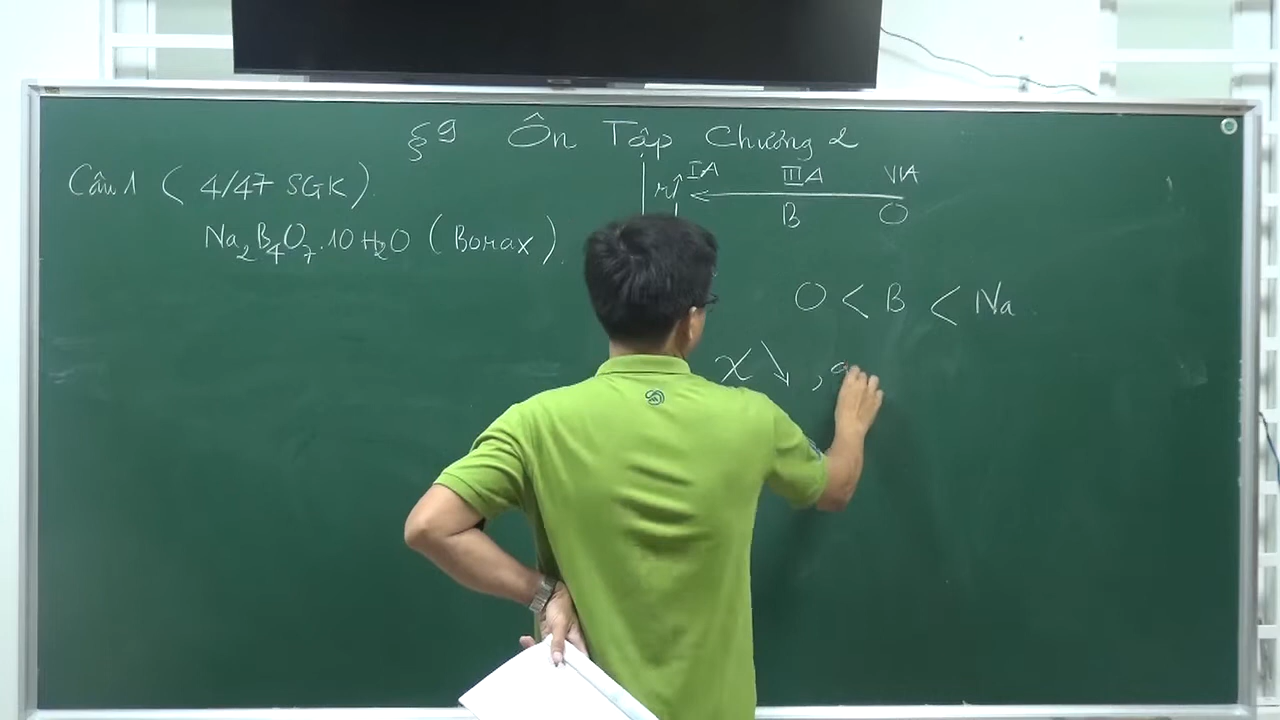 §9 Ôn Tập Chương 2
Câu 1 ( 4/47 SGK ).
Na2B4O7.10H2O (Borax).
r↑ IA IIIA VIA
B O
O < B < Na
χ ↘ ,